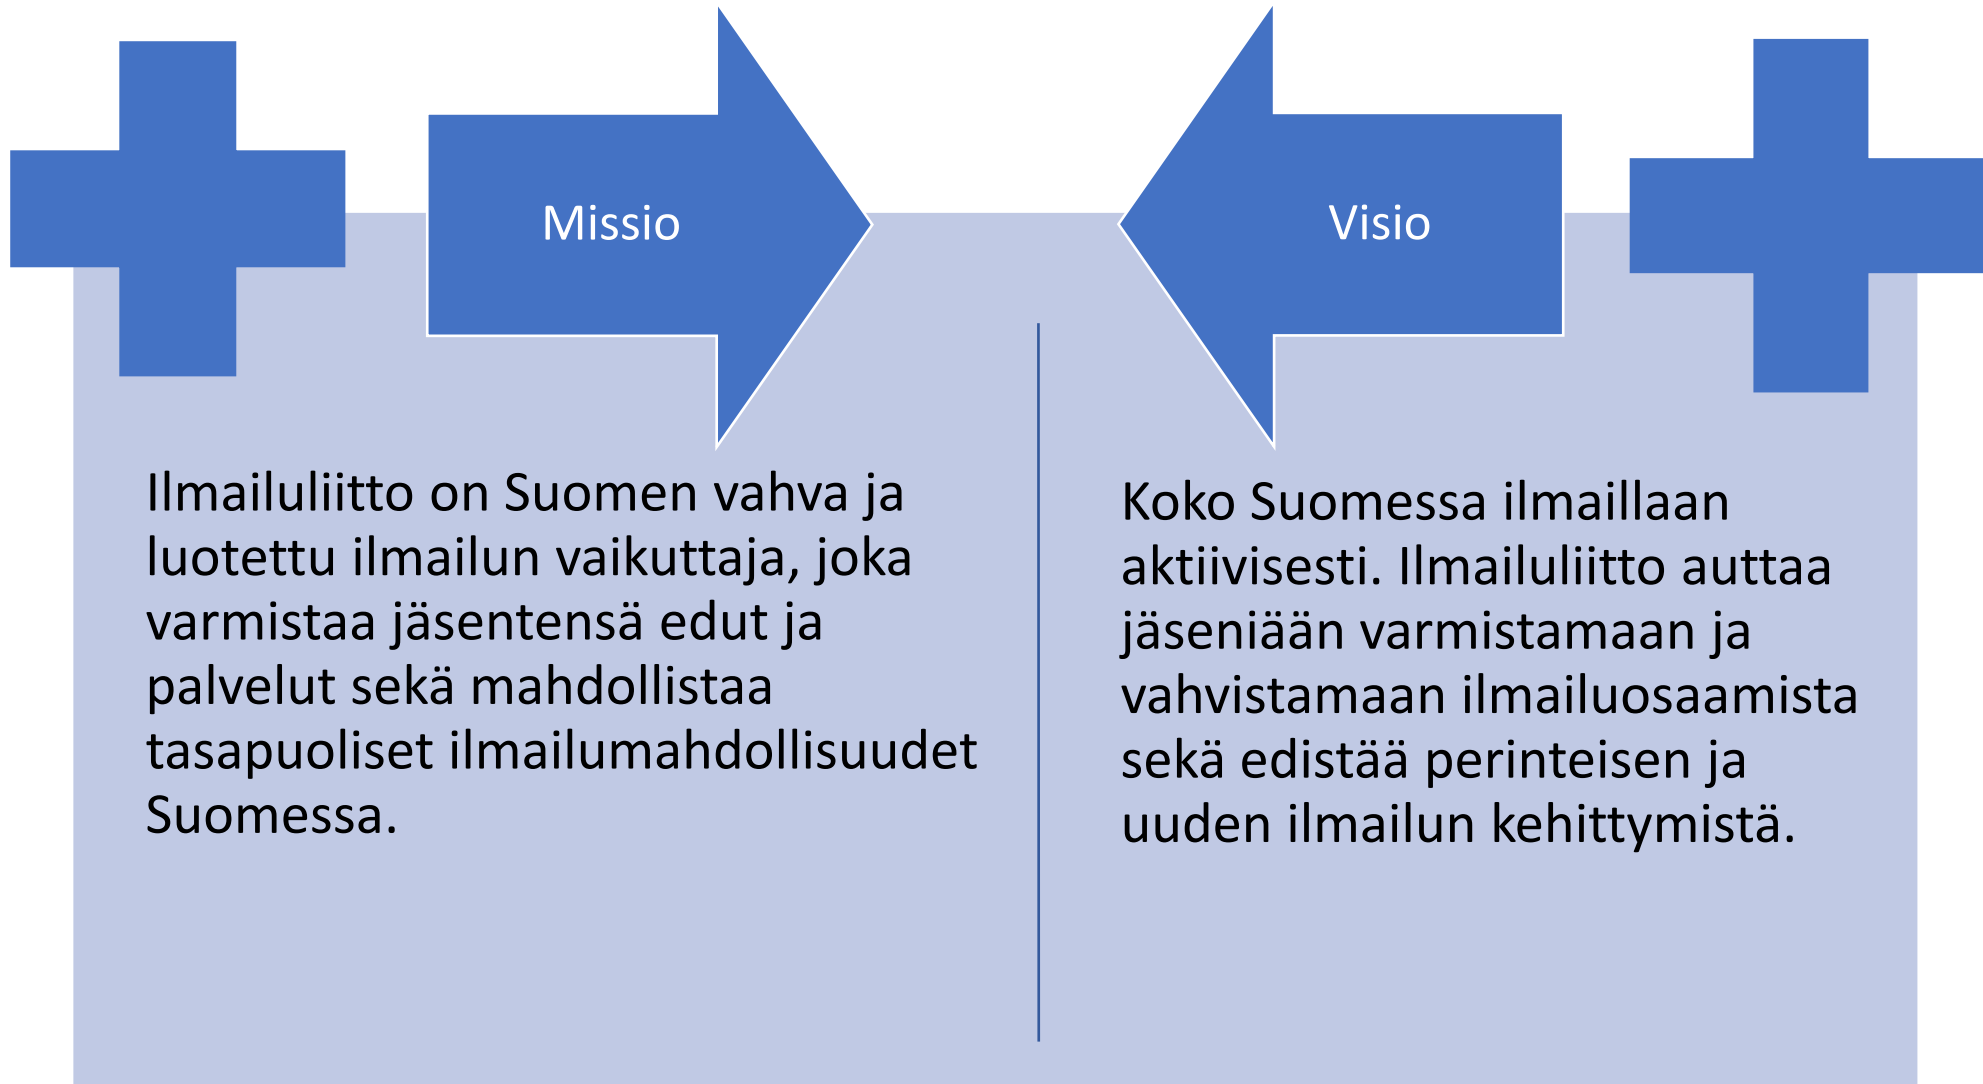 Missio
Visio
Ilmailuliitto on Suomen vahva ja
luotettu ilmailun vaikuttaja, joka
varmistaa jäsentensä edut ja
palvelut sekä mahdollistaa
tasapuoliset ilmailumahdollisuudet
Suomessa.
Koko Suomessa ilmaillaan
aktiivisesti. Ilmailuliitto auttaa
jäseniään varmistamaan ja
vahvistamaan ilmailuosaamista
sekä edistää perinteisen ja
uuden ilmailun kehittymistä.